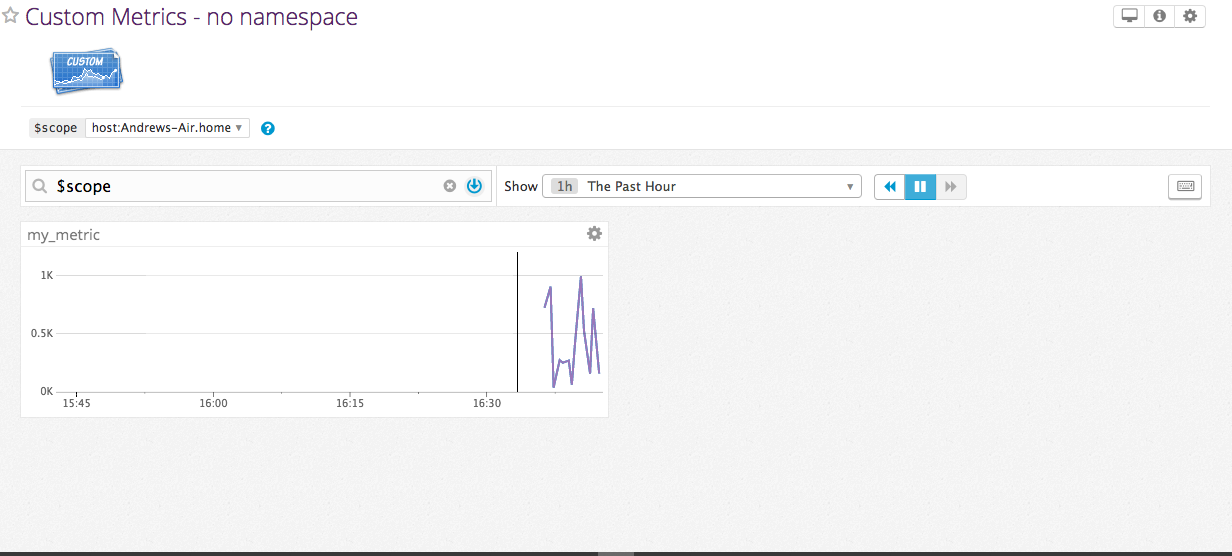 Custom Metrics - no namespace
CUSTOM
$scope host:Andrews-Air.home
$scope
Show 1h The Past Hour
my_metric
1K
0.5K
0K
15:45 16:00 16:15 16:30